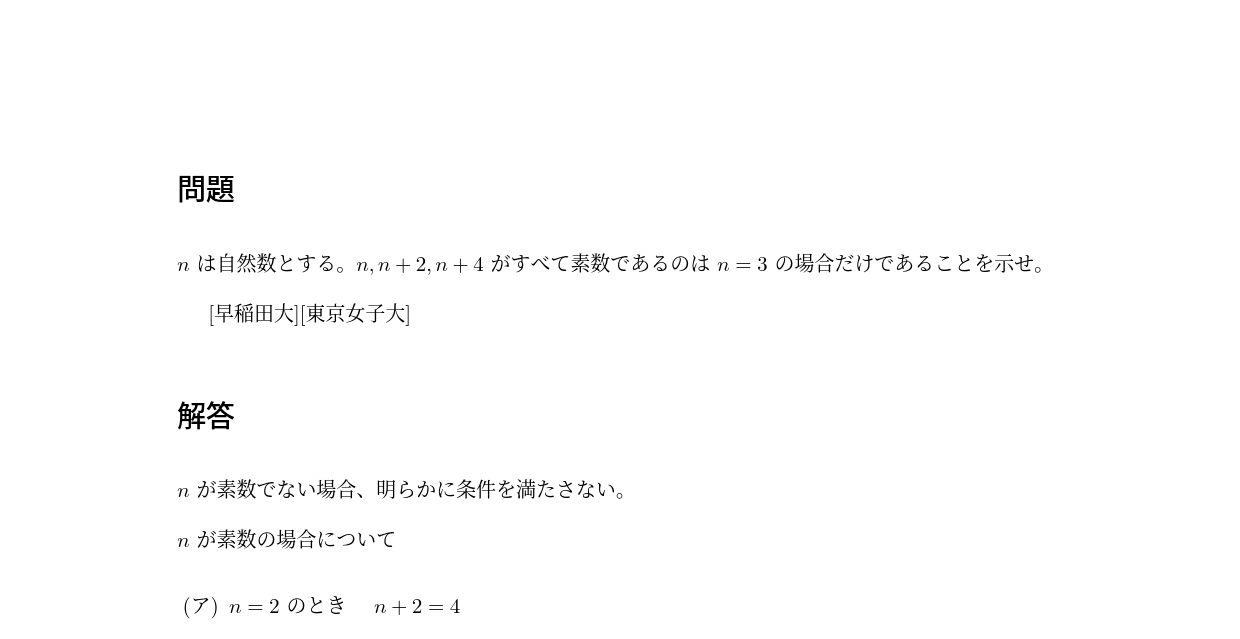 問題
n は自然数とする。n, n + 2, n + 4 がすべて素数であるのは n = 3 の場合だけであることを示せ。
[早稲田大][東京女子大]
解答
n が素数でない場合、明らかに条件を満たさない。
n が素数の場合について
(ア) n = 2 のとき n + 2 = 4